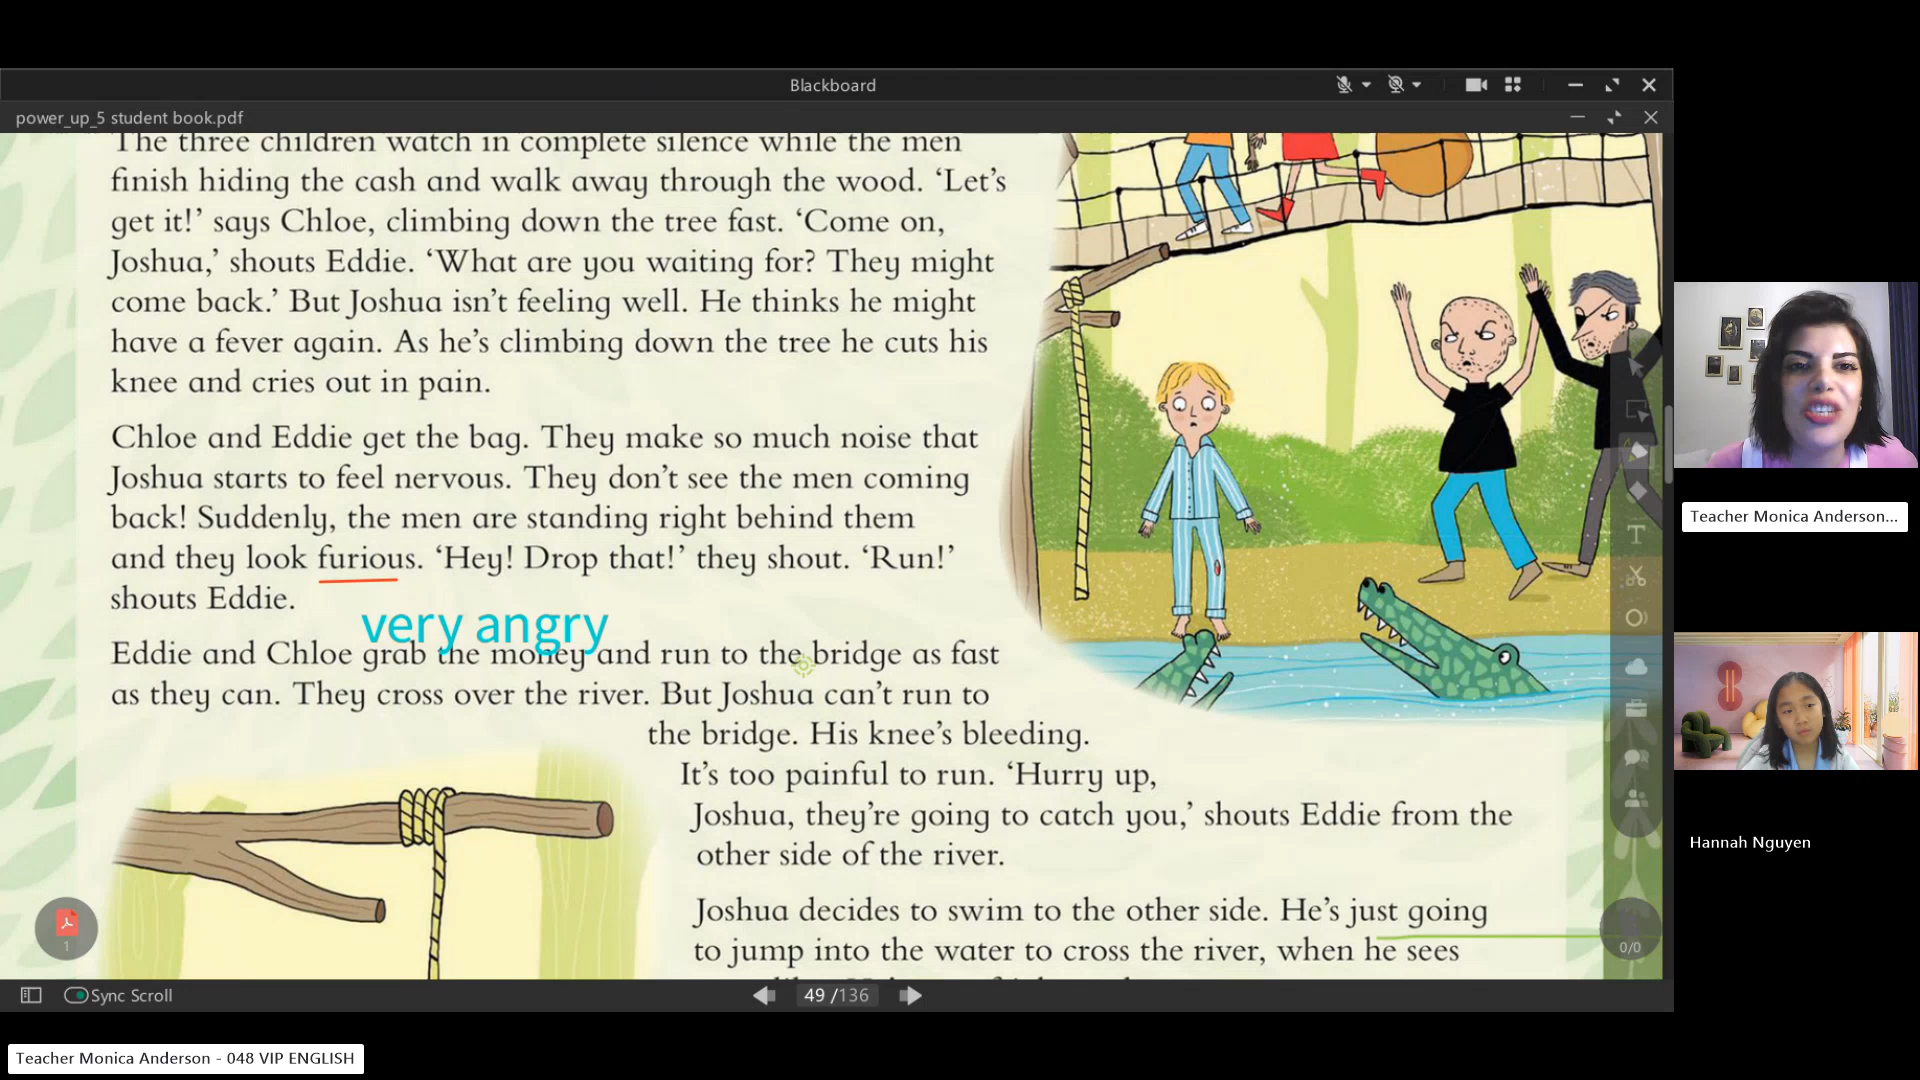 Blackboard
power_up_5 student book.pdf
The three children watch in complete silence while the men
finish hiding the cash and walk away through the wood. ‘Let’s
get it!’ says Chloe, climbing down the tree fast. ‘Come on,
Joshua,’ shouts Eddie. ‘What are you waiting for? They might
come back.’ But Joshua isn’t feeling well. He thinks he might
have a fever again. As he’s climbing down the tree he cuts his
knee and cries out in pain.
Chloe and Eddie get the bag. They make so much noise that
Joshua starts to feel nervous. They don’t see the men coming
back! Suddenly, the men are standing right behind them
and they look furious. ‘Hey! Drop that!’ they shout. ‘Run!’
shouts Eddie.
very angry
Eddie and Chloe grab the money and run to the bridge as fast
as they can. They cross over the river. But Joshua can’t run to
the bridge. His knee’s bleeding.
It’s too painful to run. ‘Hurry up,
Joshua, they’re going to catch you,’ shouts Eddie from the
other side of the river.
Joshua decides to swim to the other side. He’s just going
to jump into the water to cross the river, when he sees
1
0/0
Sync Scroll
49 /136
Teacher Monica Anderson...
Hannah Nguyen
Teacher Monica Anderson - 048 VIP ENGLISH